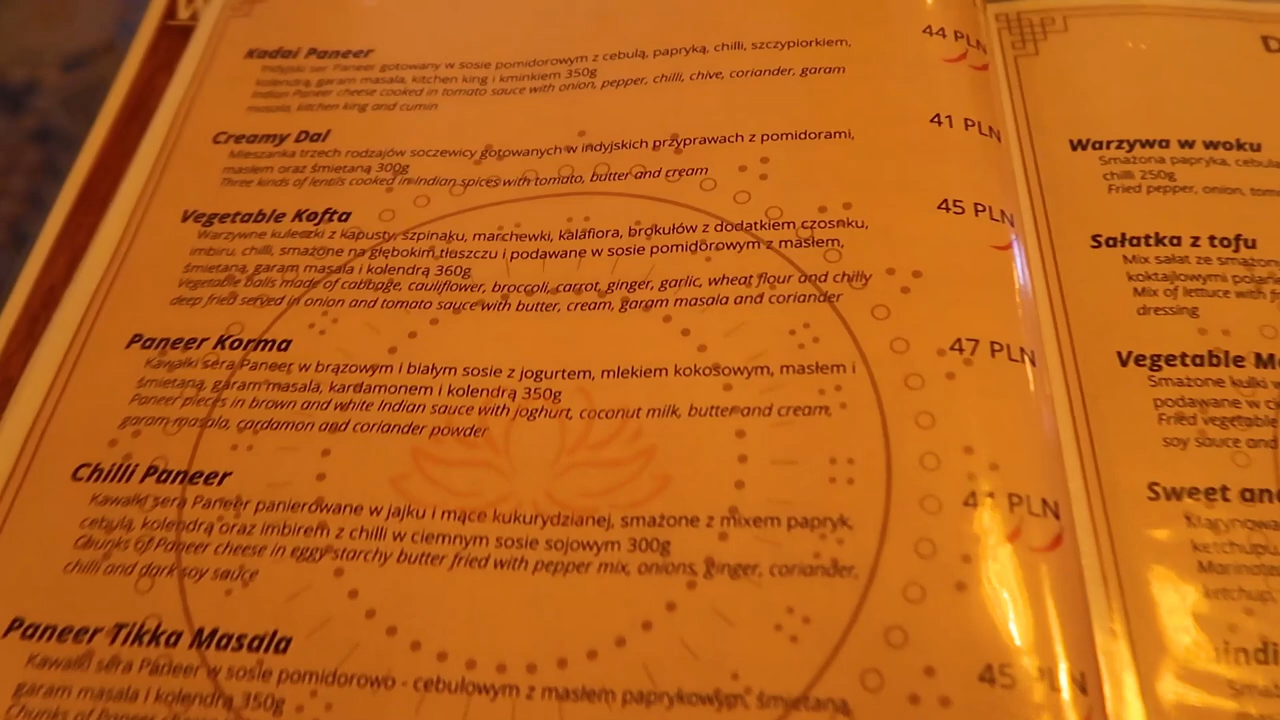 Kadai Paneer 44 PLN
Indyjski ser Paneer gotowany w sosie pomidorowym z cebulą, papryką, chilli, szczypiorkiem,
kolendrą, garam masala, kitchen king i kminkiem 350g
Indian Paneer cheese cooked in tomato sauce with onion, pepper, chilli, chive, coriander, garam
masala, kitchen king and cumin
Creamy Dal 41 PLN
Mieszanka trzech rodzajów soczewicy gotowanych w indyjskich przyprawach z pomidorami,
masłem oraz śmietaną 300g
Three kinds of lentils cooked in Indian spices with tomato, butter and cream
Vegetable Kofta 45 PLN
Warzywne kuleczki z kapusty, szpinaku, marchewki, kalafiora, brokułów z dodatkiem czosnku,
imbiru, chilli, smażone na głębokim tłuszczu i podawane w sosie pomidorowym z masłem,
śmietaną, garam masala i kolendrą 360g
Vegetable balls made of cabbage, cauliflower, broccoli, carrot, ginger, garlic, wheat flour and chilly
deep fried served in onion and tomato sauce with butter, cream, garam masala and coriander
Paneer Korma 47 PLN
Kawałki sera Paneer w brązowym i białym sosie z jogurtem, mlekiem kokosowym, masłem i
śmietaną, garam masala, kardamonem i kolendrą 350g
Paneer pieces in brown and white Indian sauce with joghurt, coconut milk, butter and cream,
garam masala, cardamon and coriander powder
Chilli Paneer 44 PLN
Kawałki sera Paneer panierowane w jajku i mące kukurydzianej, smażone z mixem papryk,
cebulą, kolendrą oraz imbirem z chilli w ciemnym sosie sojowym 300g
Chunks of Paneer cheese in eggy starchy butter fried with pepper mix, onions, ginger, coriander,
chilli and dark soy sauce
Paneer Tikka Masala 45 PLN
Kawałki sera Paneer w sosie pomidorowo - cebulowym z masłem paprykowym, śmietaną,
garam masala i kolendrą 350g
Chunks of Paneer
Warzywa w woku
Smażona papryka, cebula
chilli 250g
Fried pepper, onion,
Sałatka z tofu
Mix sałat ze smażon
koktajlowymi
Mix of lettuce with
dressing
Vegetable M
Smażone kulki w
podawane w
Fried vegetable
soy sauce and
Sweet and
ketchupu
ketchup,